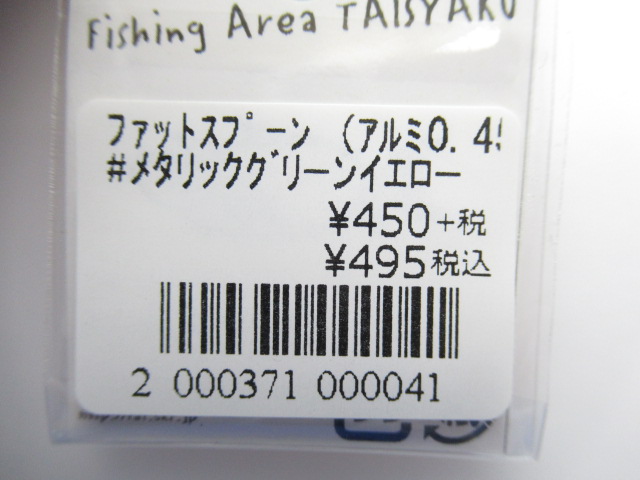 Fishing Area TAISYAKU
ファットスプーン (アルミ0.45
#メタリックグリーンイエロー
¥450+税
¥495税込
2 000371 000041